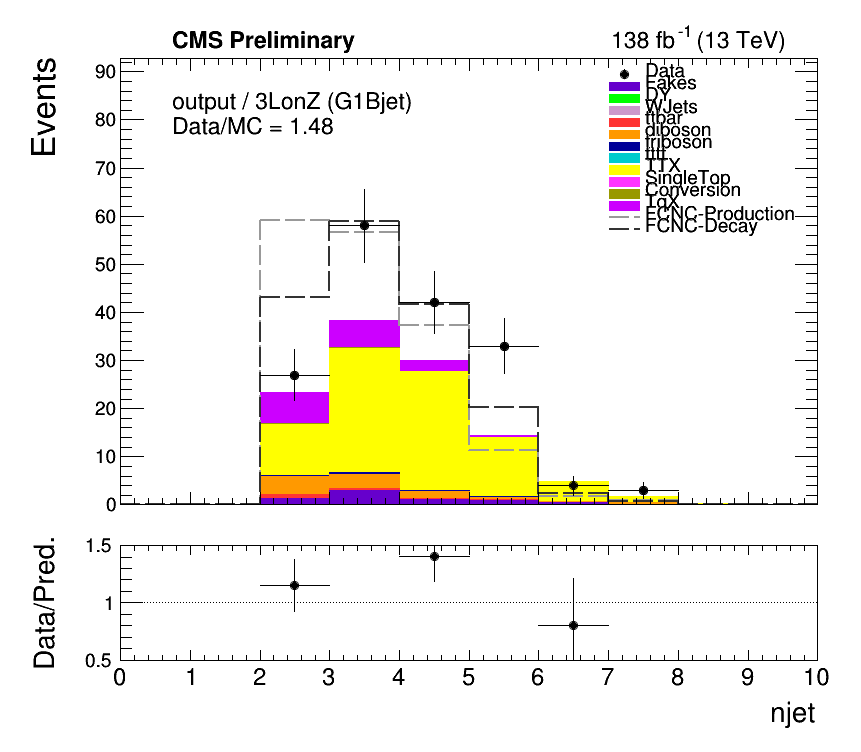 CMS Preliminary 138 fb-1 (13 TeV)
Events
output / 3LonZ (G1Bjet)
Data/MC = 1.48
Data
Fakes
DY
WJets
ttbar
diboson
triboson
tttt
TTX
SingleTop
Conversion
TqX
FCNC-Production
FCNC-Decay
90
80
70
60
50
40
30
20
10
0
Data/Pred.
1.5
1
0.5
0 1 2 3 4 5 6 7 8 9 10
njet